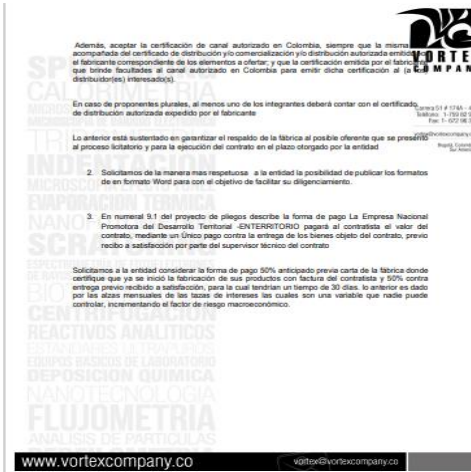 VORTEX
COMPAN
Además, aceptar la certificación de canal autorizado en Colombia, siempre que la misma
acompañada del certificado de distribución y/o comercialización y/o distribución autorizada emitido
el fabricante correspondiente de los elementos a ofertar; y que la certificación emitida por el fabricante
que brinde facultades al canal autorizado en Colombia para emitir dicha certificación al (a
distribuidor(es) interesado(s).
En caso de proponentes plurales, al menos uno de los integrantes deberá contar con el certificado
de distribución autorizada expedido por el fabricante
Lo anterior está sustentado en garantizar el respaldo de la fábrica al posible oferente que se presentó
al proceso licitatorio y para la ejecución del contrato en el plazo otorgado por la entidad
2. Solicitamos de la manera mas respetuosa a la entidad la posibilidad de publicar los formatos
de en formato Word para con el objetivo de facilitar su diligenciamiento.
3. En numeral 9.1 del proyecto de pliegos describe la forma de pago La Empresa Nacional
Promotora del Desarrollo Territorial -ENTERRITORIO pagará al contratista el valor del
contrato, mediante un Único pago contra la entrega de los bienes objeto del contrato, previo
recibo a satisfacción por parte del supervisor técnico del contrato
Solicitamos a la entidad considerar la forma de pago 50% anticipado previa carta de la fábrica donde
certifique que ya se inició la fabricación de sus productos con factura del contratista y 50% contra
entrega previo recibido a satisfacción, para la cual tendrían un tiempo de 30 días. lo anterior es dado
por las alzas mensuales de las tazas de intereses las cuales son una variable que nadie puede
controlar, incrementando el factor de riesgo macroeconómico.
INDENTACION
EVAPORACION TERMICA
CENTRIFUGACION
REACTIVOS ANALITICOS
ESTANDARES ULTRAPUROS
EQUIPOS BASICOS DE LABORATORIO
DEPOSICION QUIMICA
NANOTECNOLOGIA
FLUJOMETRIA
ANALISIS DE PARTICULAS
www.vortexcompany.co
vortex@vortexcompany.co